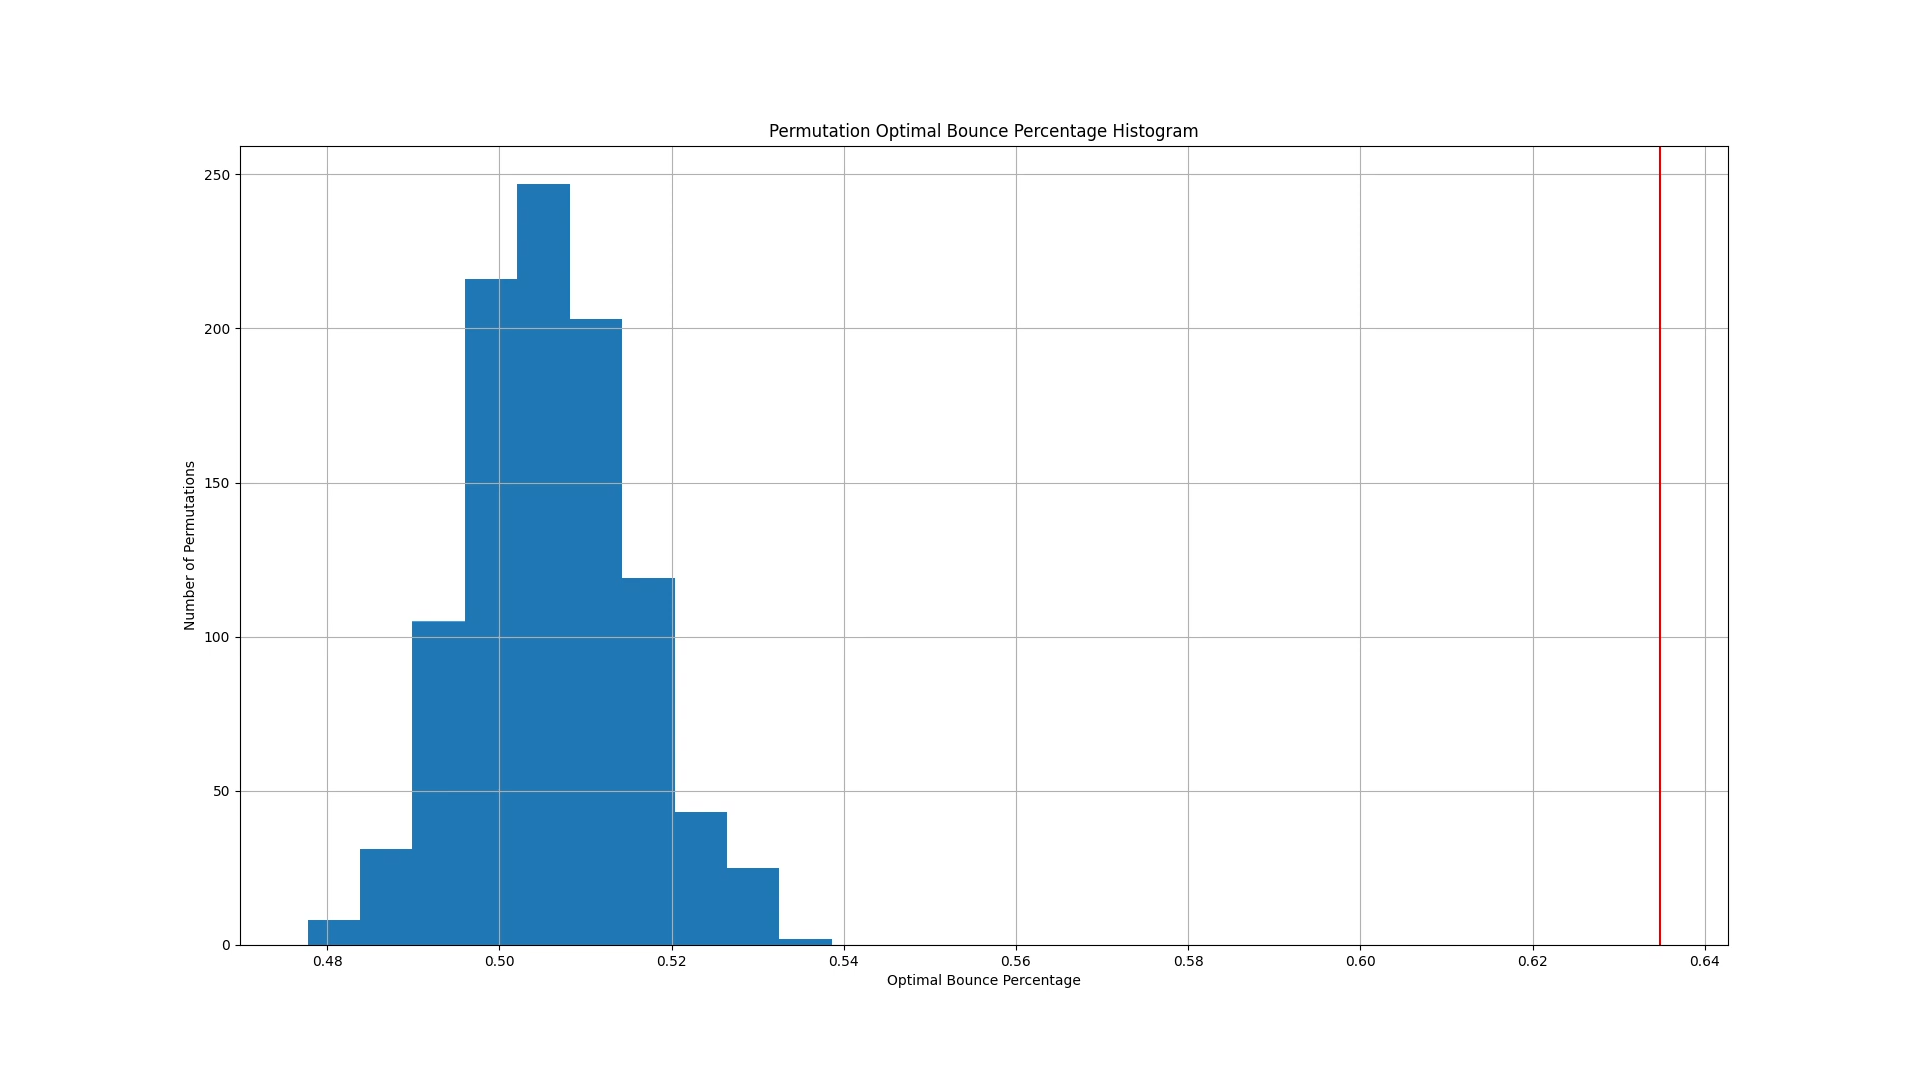 Permutation Optimal Bounce Percentage Histogram
250
200
150
100
50
0
Number of Permutations
0.48 0.50 0.52 0.54 0.56 0.58 0.60 0.62 0.64
Optimal Bounce Percentage